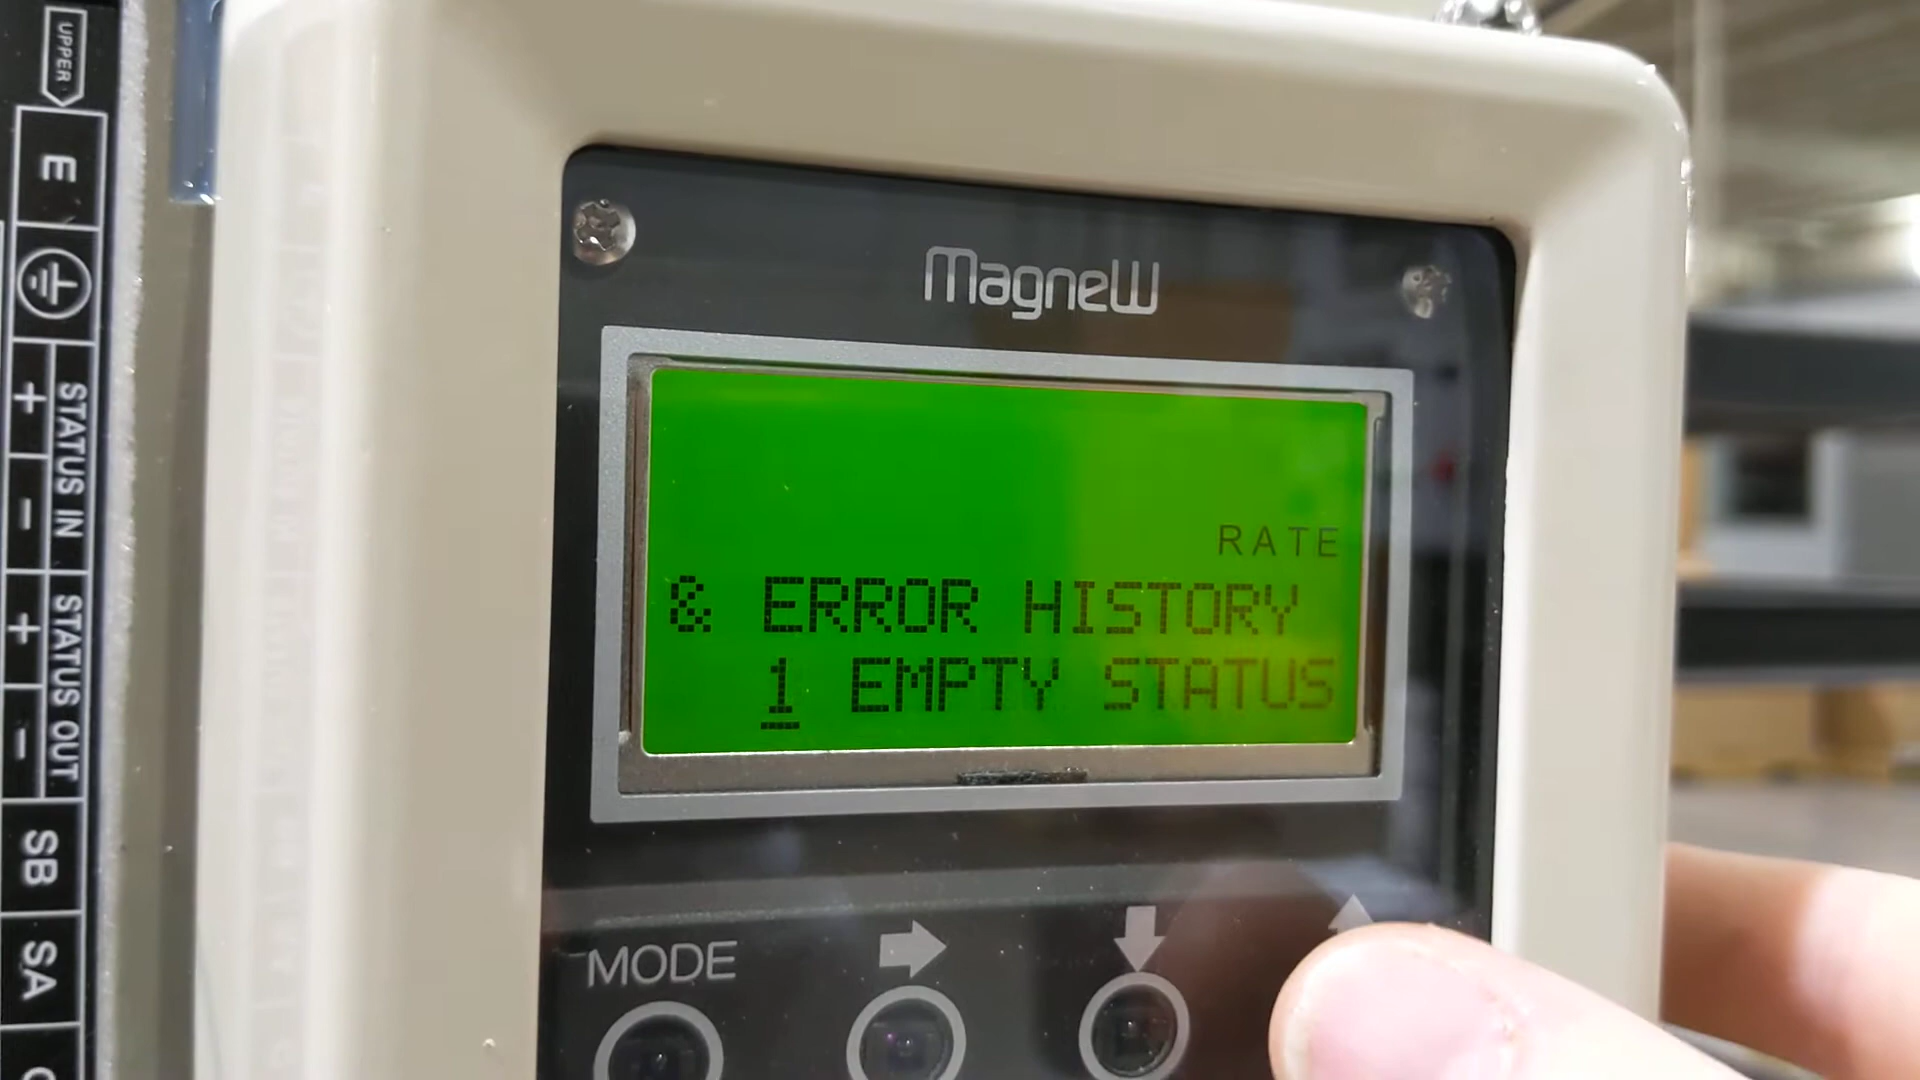 UPPER
E
+
-
STATUS IN
+
-
STATUS OUT
SB
SA
MagneW
RATE
& ERROR HISTORY
1 EMPTY STATUS
MODE